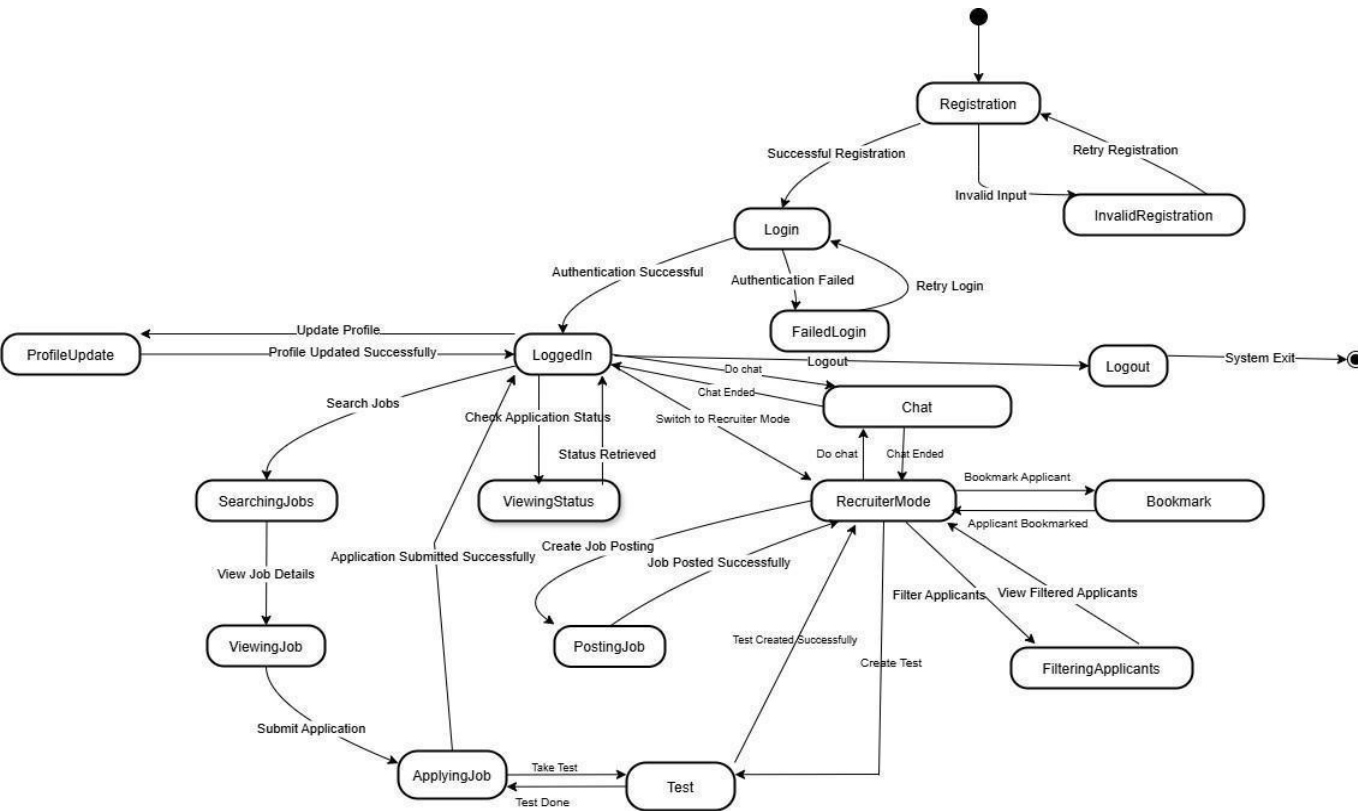 Registration
Successful Registration
Retry Registration
Invalid Input
InvalidRegistration
Login
Authentication Successful
Authentication Failed
Retry Login
FailedLogin
Update Profile
ProfileUpdate
Profile Updated Successfully
LoggedIn
Logout
Logout
System Exit
Do chat
Chat Ended
Chat
Search Jobs
Check Application Status
Switch to Recruiter Mode
Status Retrieved
Do chat
Chat Ended
SearchingJobs
ViewingStatus
RecruiterMode
Bookmark Applicant
Bookmark
Applicant Bookmarked
Application Submitted Successfully
Create Job Posting
Job Posted Successfully
View Job Details
Filter Applicants
View Filtered Applicants
ViewingJob
PostingJob
Test Created Successfully
Create Test
FilteringApplicants
Submit Application
ApplyingJob
Take Test
Test Done
Test